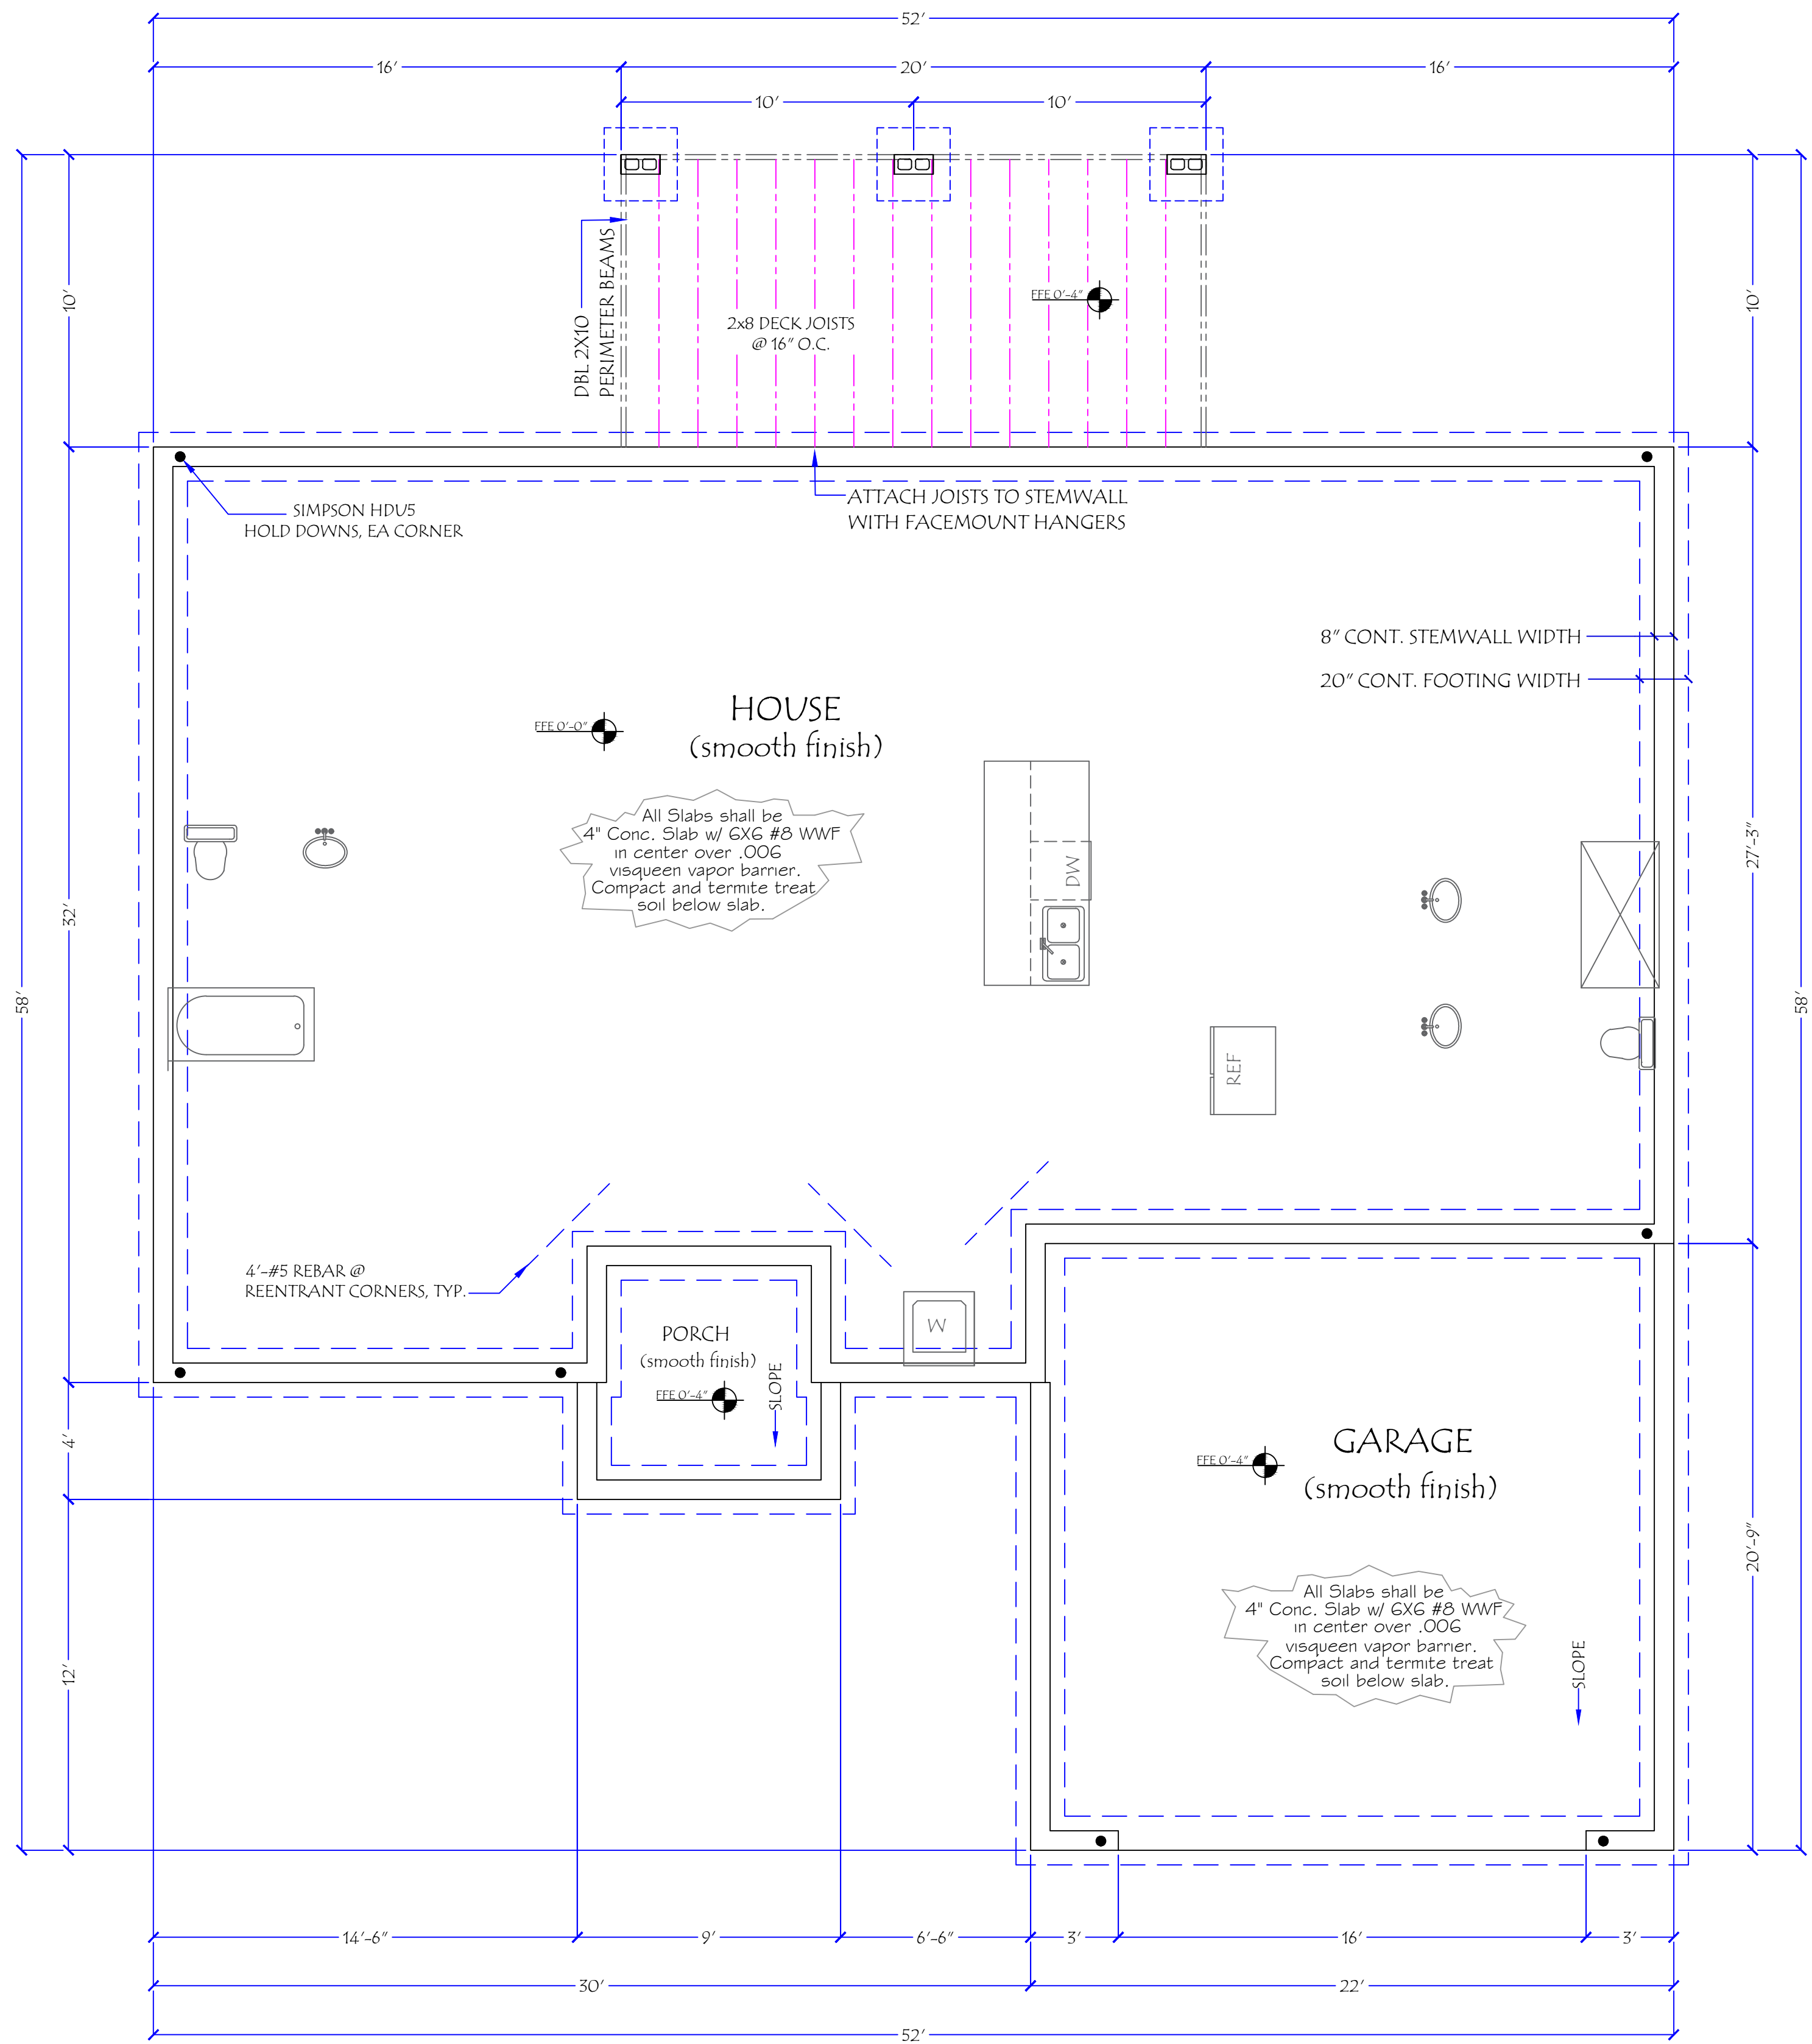 52'
16'
20'
16'
10'
10'
DBL 2X10
PERIMETER BEAMS
2x8 DECK JOISTS
@ 16" O.C.
FFE 0'-4"
10'
10'
SIMPSON HDU5
HOLD DOWNS, EA CORNER
ATTACH JOISTS TO STEMWALL
WITH FACEMOUNT HANGERS
8" CONT. STEMWALL WIDTH
20" CONT. FOOTING WIDTH
HOUSE
(smooth finish)
FFE 0'-0"
All Slabs shall be
4" Conc. Slab w/ 6X6 #8 WWF
in center over .006
visqueen vapor barrier.
Compact and termite treat
soil below slab.
DW
REF
32'
27'-3"
58'
58'
4'-#5 REBAR @
REENTRANT CORNERS, TYP.
W
PORCH
(smooth finish)
FFE 0'-4"
SLOPE
4'
12'
GARAGE
(smooth finish)
FFE 0'-4"
All Slabs shall be
4" Conc. Slab w/ 6X6 #8 WWF
in center over .006
visqueen vapor barrier.
Compact and termite treat
soil below slab.
SLOPE
20'-9"
14'-6"
9'
6'-6"
3'
16'
3'
30'
22'
52'